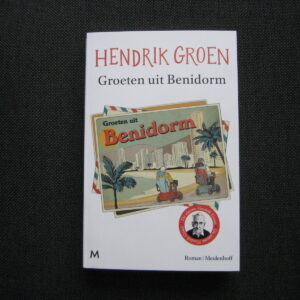 HENDRIK GROEN
Groeten uit Benidorm
Groeten uit
Benidorm
M
Roman | Meulenhoff